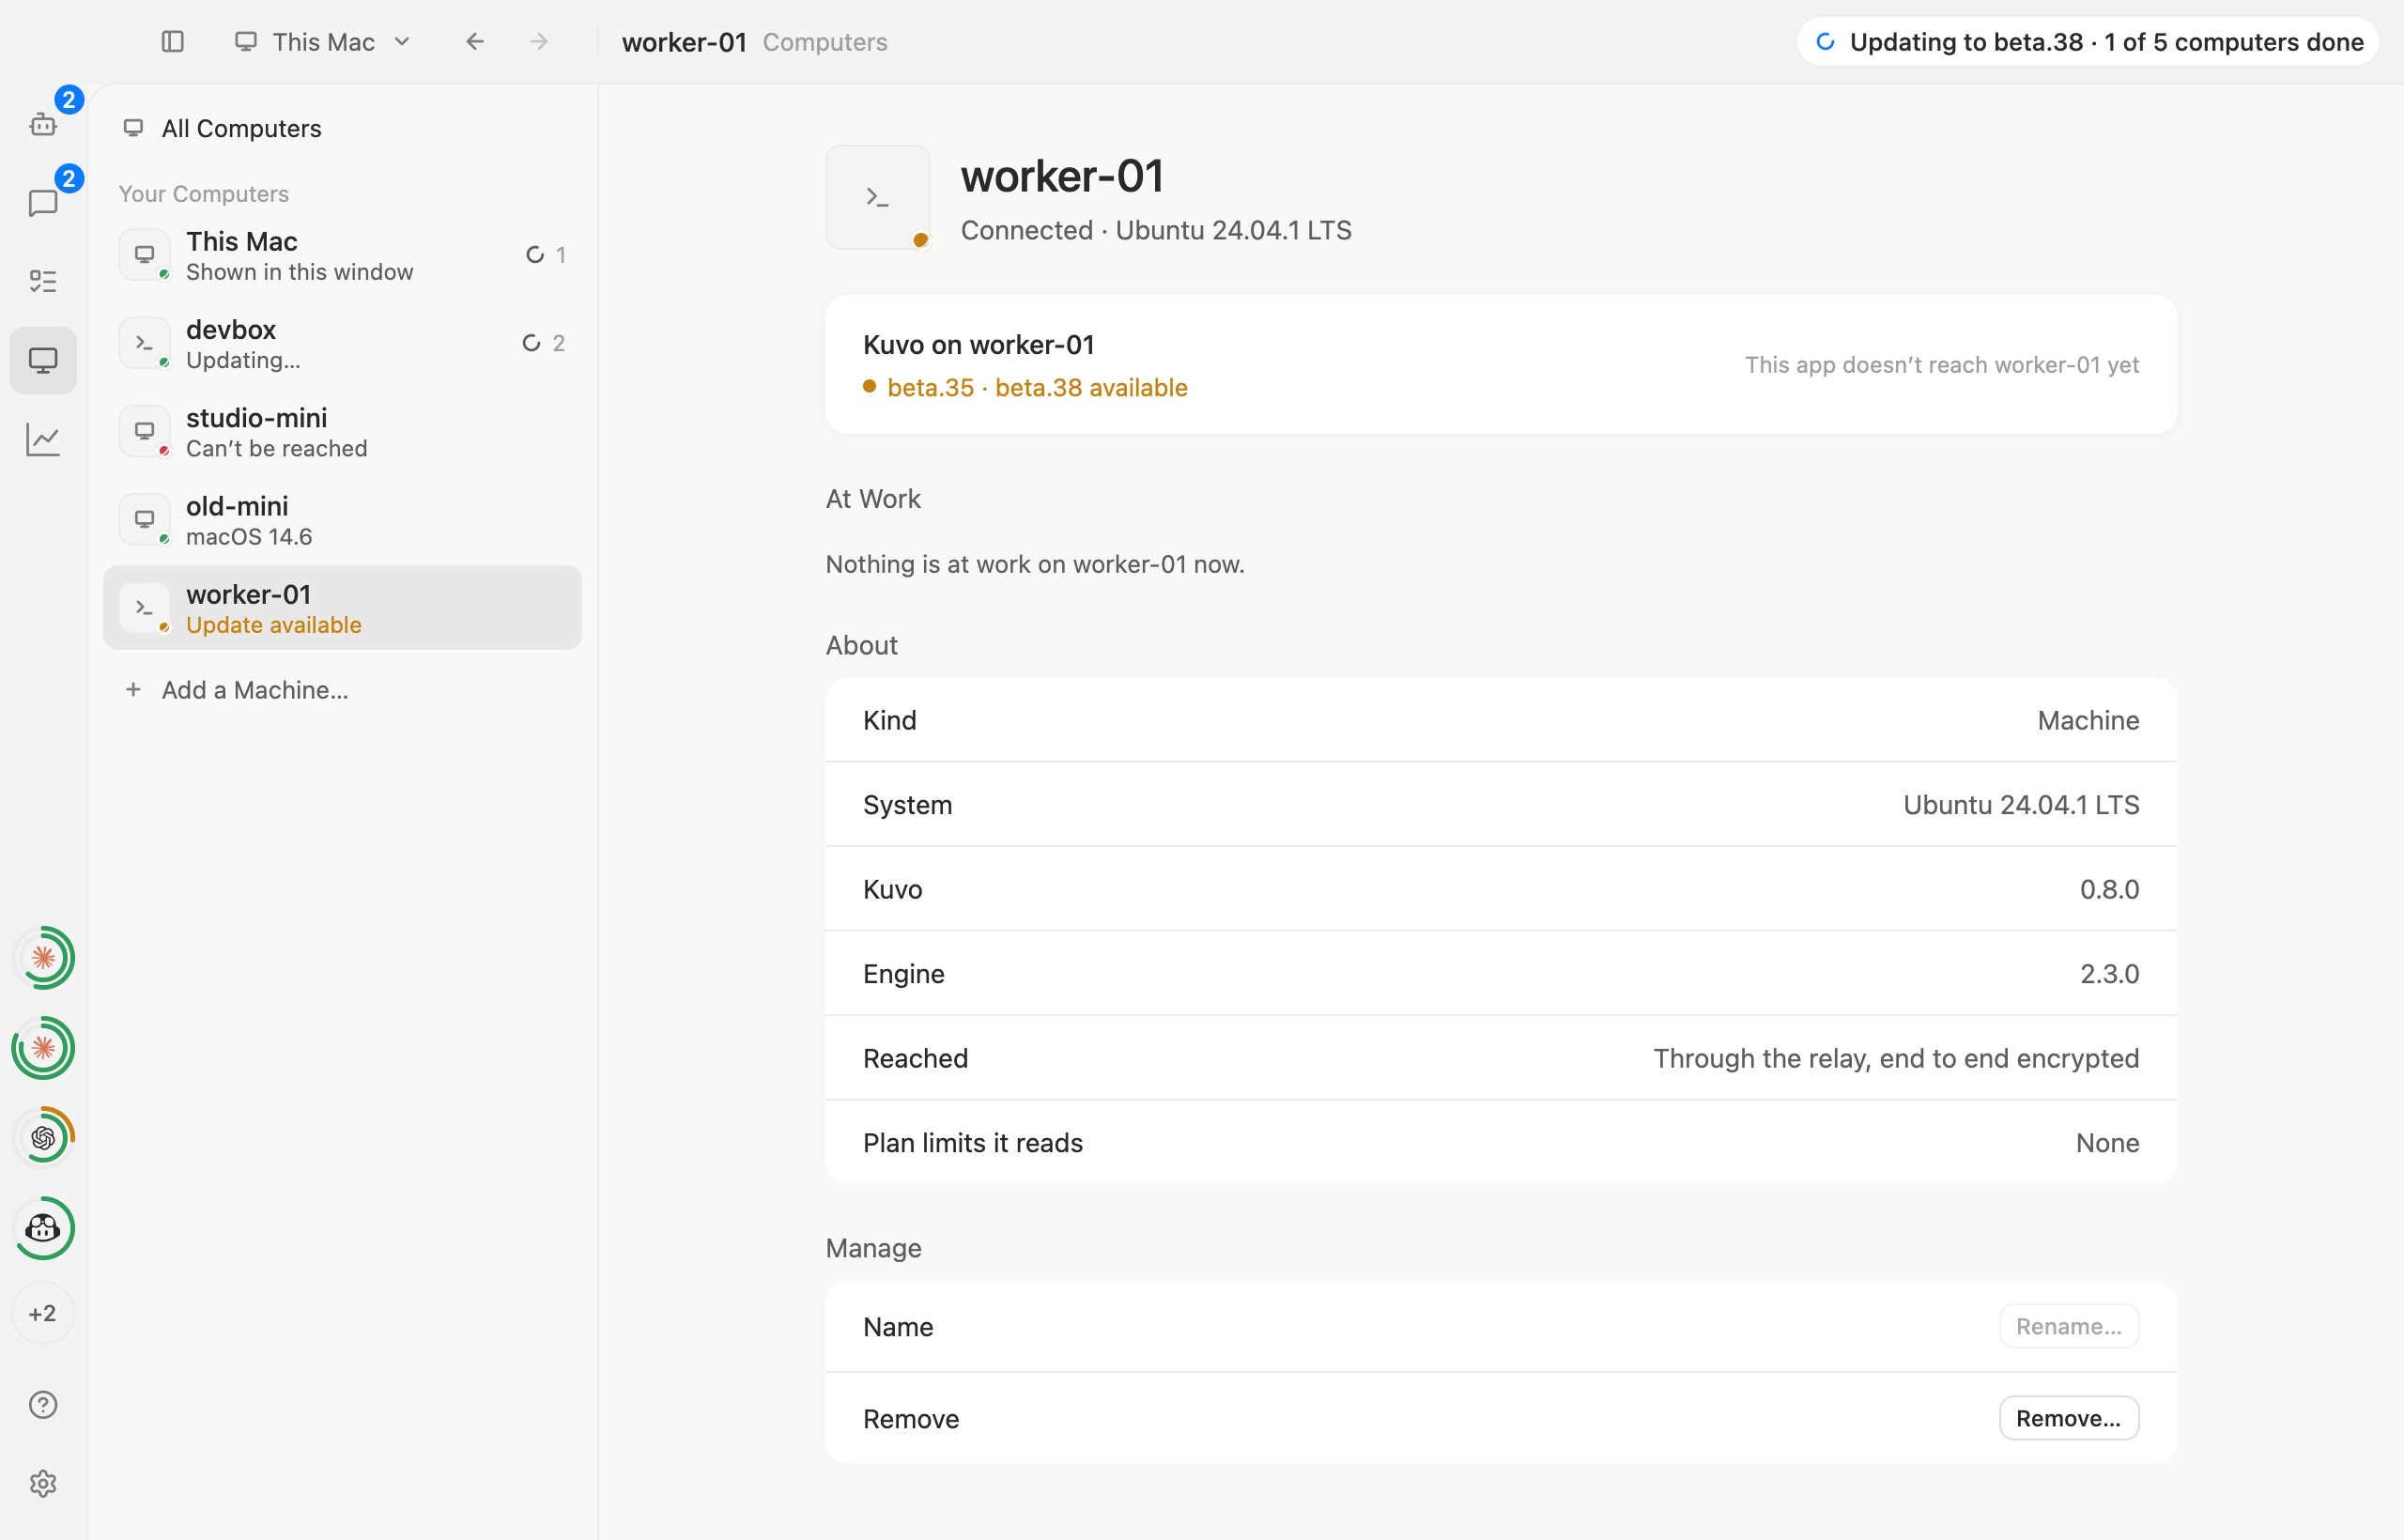 This Mac
worker-01 Computers
Updating to beta.38 · 1 of 5 computers done
2
2
All Computers
Your Computers
This Mac
Shown in this window
1
devbox
Updating…
2
studio-mini
Can’t be reached
old-mini
macOS 14.6
worker-01
Update available
+ Add a Machine…
+2
worker-01
Connected · Ubuntu 24.04.1 LTS
Kuvo on worker-01
beta.35 · beta.38 available
This app doesn’t reach worker-01 yet
At Work
Nothing is at work on worker-01 now.
About
Kind Machine
System Ubuntu 24.04.1 LTS
Kuvo 0.8.0
Engine 2.3.0
Reached Through the relay, end to end encrypted
Plan limits it reads None
Manage
Name Rename…
Remove Remove…